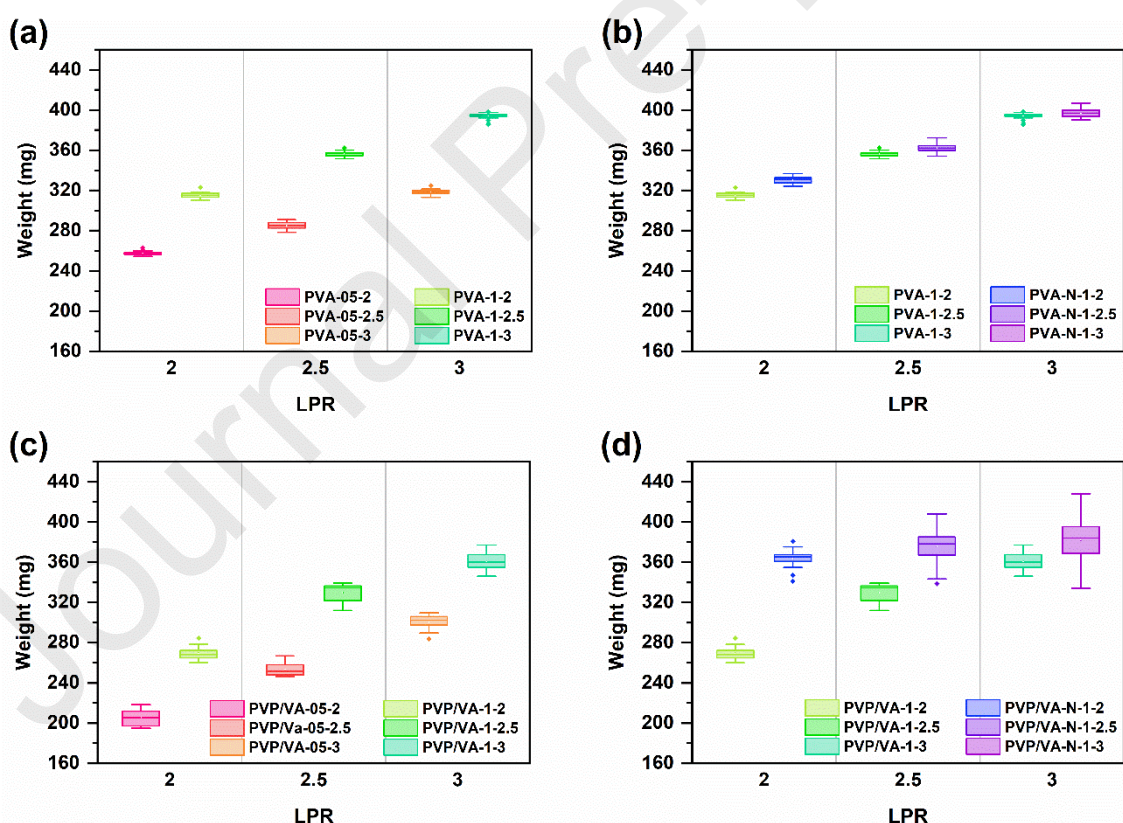 Journal Pre-
(a)
Weight (mg)
440
400
360
320
280
240
200
160
PVA-05-2 PVA-1-2
PVA-05-2.5 PVA-1-2.5
PVA-05-3 PVA-1-3
2 2.5 3
LPR
(b)
Weight (mg)
440
400
360
320
280
240
200
160
PVA-1-2 PVA-N-1-2
PVA-1-2.5 PVA-N-1-2.5
PVA-1-3 PVA-N-1-3
2 2.5 3
LPR
(c)
Weight (mg)
440
400
360
320
280
240
200
160
PVP/VA-05-2 PVP/VA-1-2
PVP/Va-05-2.5 PVP/VA-1-2.5
PVP/VA-05-3 PVP/VA-1-3
2 2.5 3
LPR
(d)
Weight (mg)
440
400
360
320
280
240
200
160
PVP/VA-1-2 PVP/VA-N-1-2
PVP/VA-1-2.5 PVP/VA-N-1-2.5
PVP/VA-1-3 PVP/VA-N-1-3
2 2.5 3
LPR